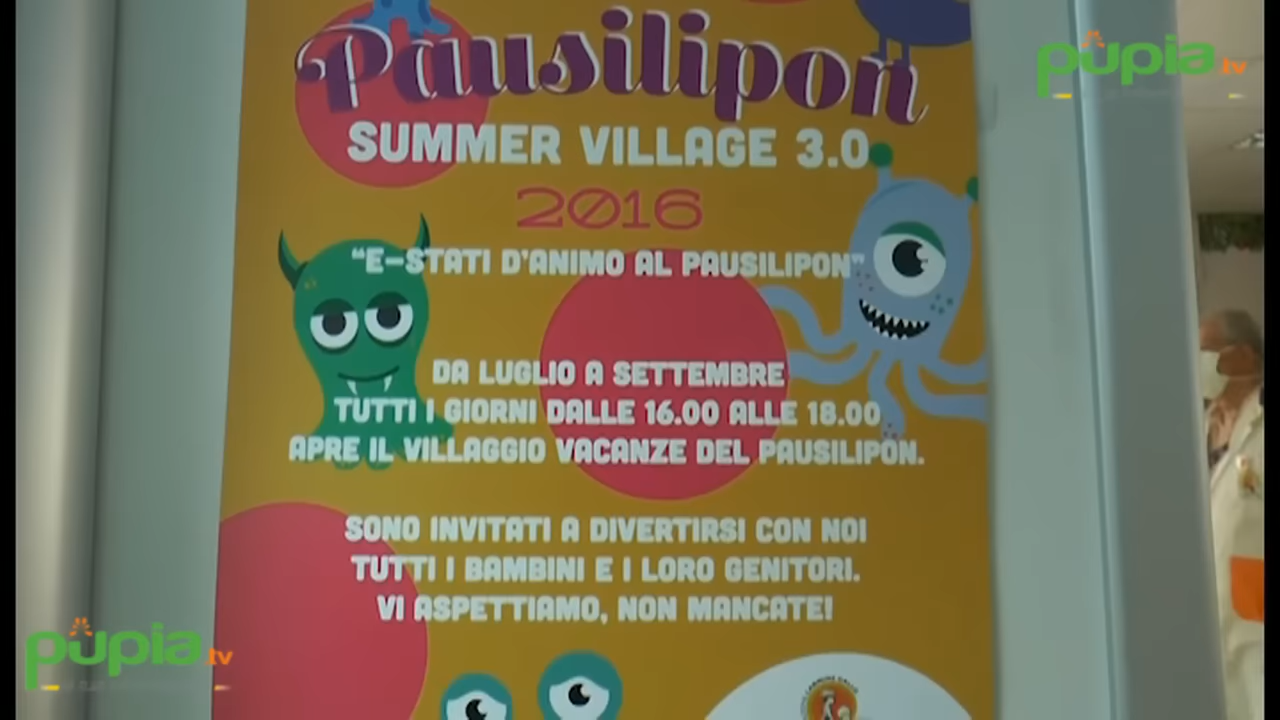 Pausilipon
SUMMER VILLAGE 3.0
2016
"E-STATI D'ANIMO AL PAUSILIPON"
DA LUGLIO A SETTEMBRE
TUTTI I GIORNI DALLE 16.00 ALLE 18.00
APRE IL VILLAGGIO VACANZE DEL PAUSILIPON.
SONO INVITATI A DIVERTIRSI CON NOI
TUTTI I BAMBINI E I LORO GENITORI.
VI ASPETTIAMO, NON MANCATE!
pupia.tv
pupia.tv